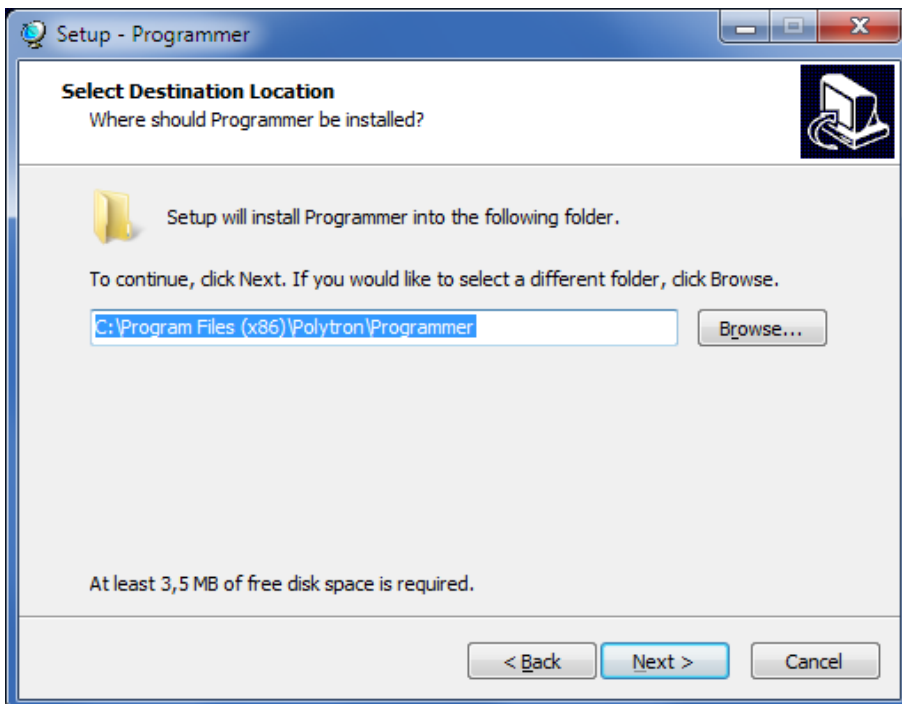 Setup - Programmer
Select Destination Location
Where should Programmer be installed?
Setup will install Programmer into the following folder.
To continue, click Next. If you would like to select a different folder, click Browse.
C:\Program Files (x86)\Polytron\Programmer
Browse...
At least 3,5 MB of free disk space is required.
< Back
Next >
Cancel